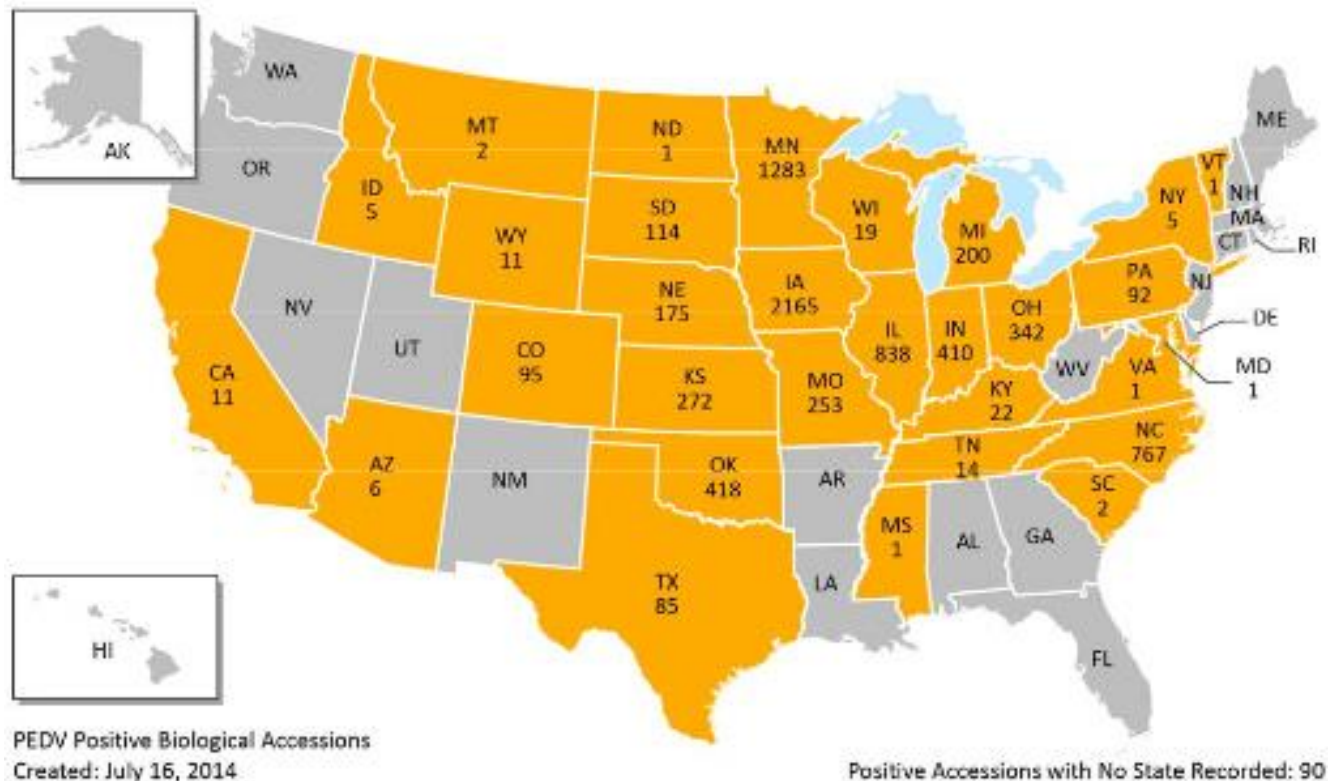 WA
MT
2
ND
1
MN
1283
ME
AK
OR
ID
5
SD
114
WI
19
MI
200
VT
1
NH
NY
5
MA
CT
RI
WY
11
NE
175
IA
2165
PA
92
NJ
NV
UT
CO
95
IL
838
IN
410
OH
342
DE
CA
11
KS
272
MO
253
WV
VA
1
MD
1
KY
22
AZ
6
NM
OK
418
AR
TN
14
NC
767
SC
2
MS
1
AL
GA
TX
85
LA
HI
FL
PEDV Positive Biological Accessions
Created: July 16, 2014
Positive Accessions with No State Recorded: 90